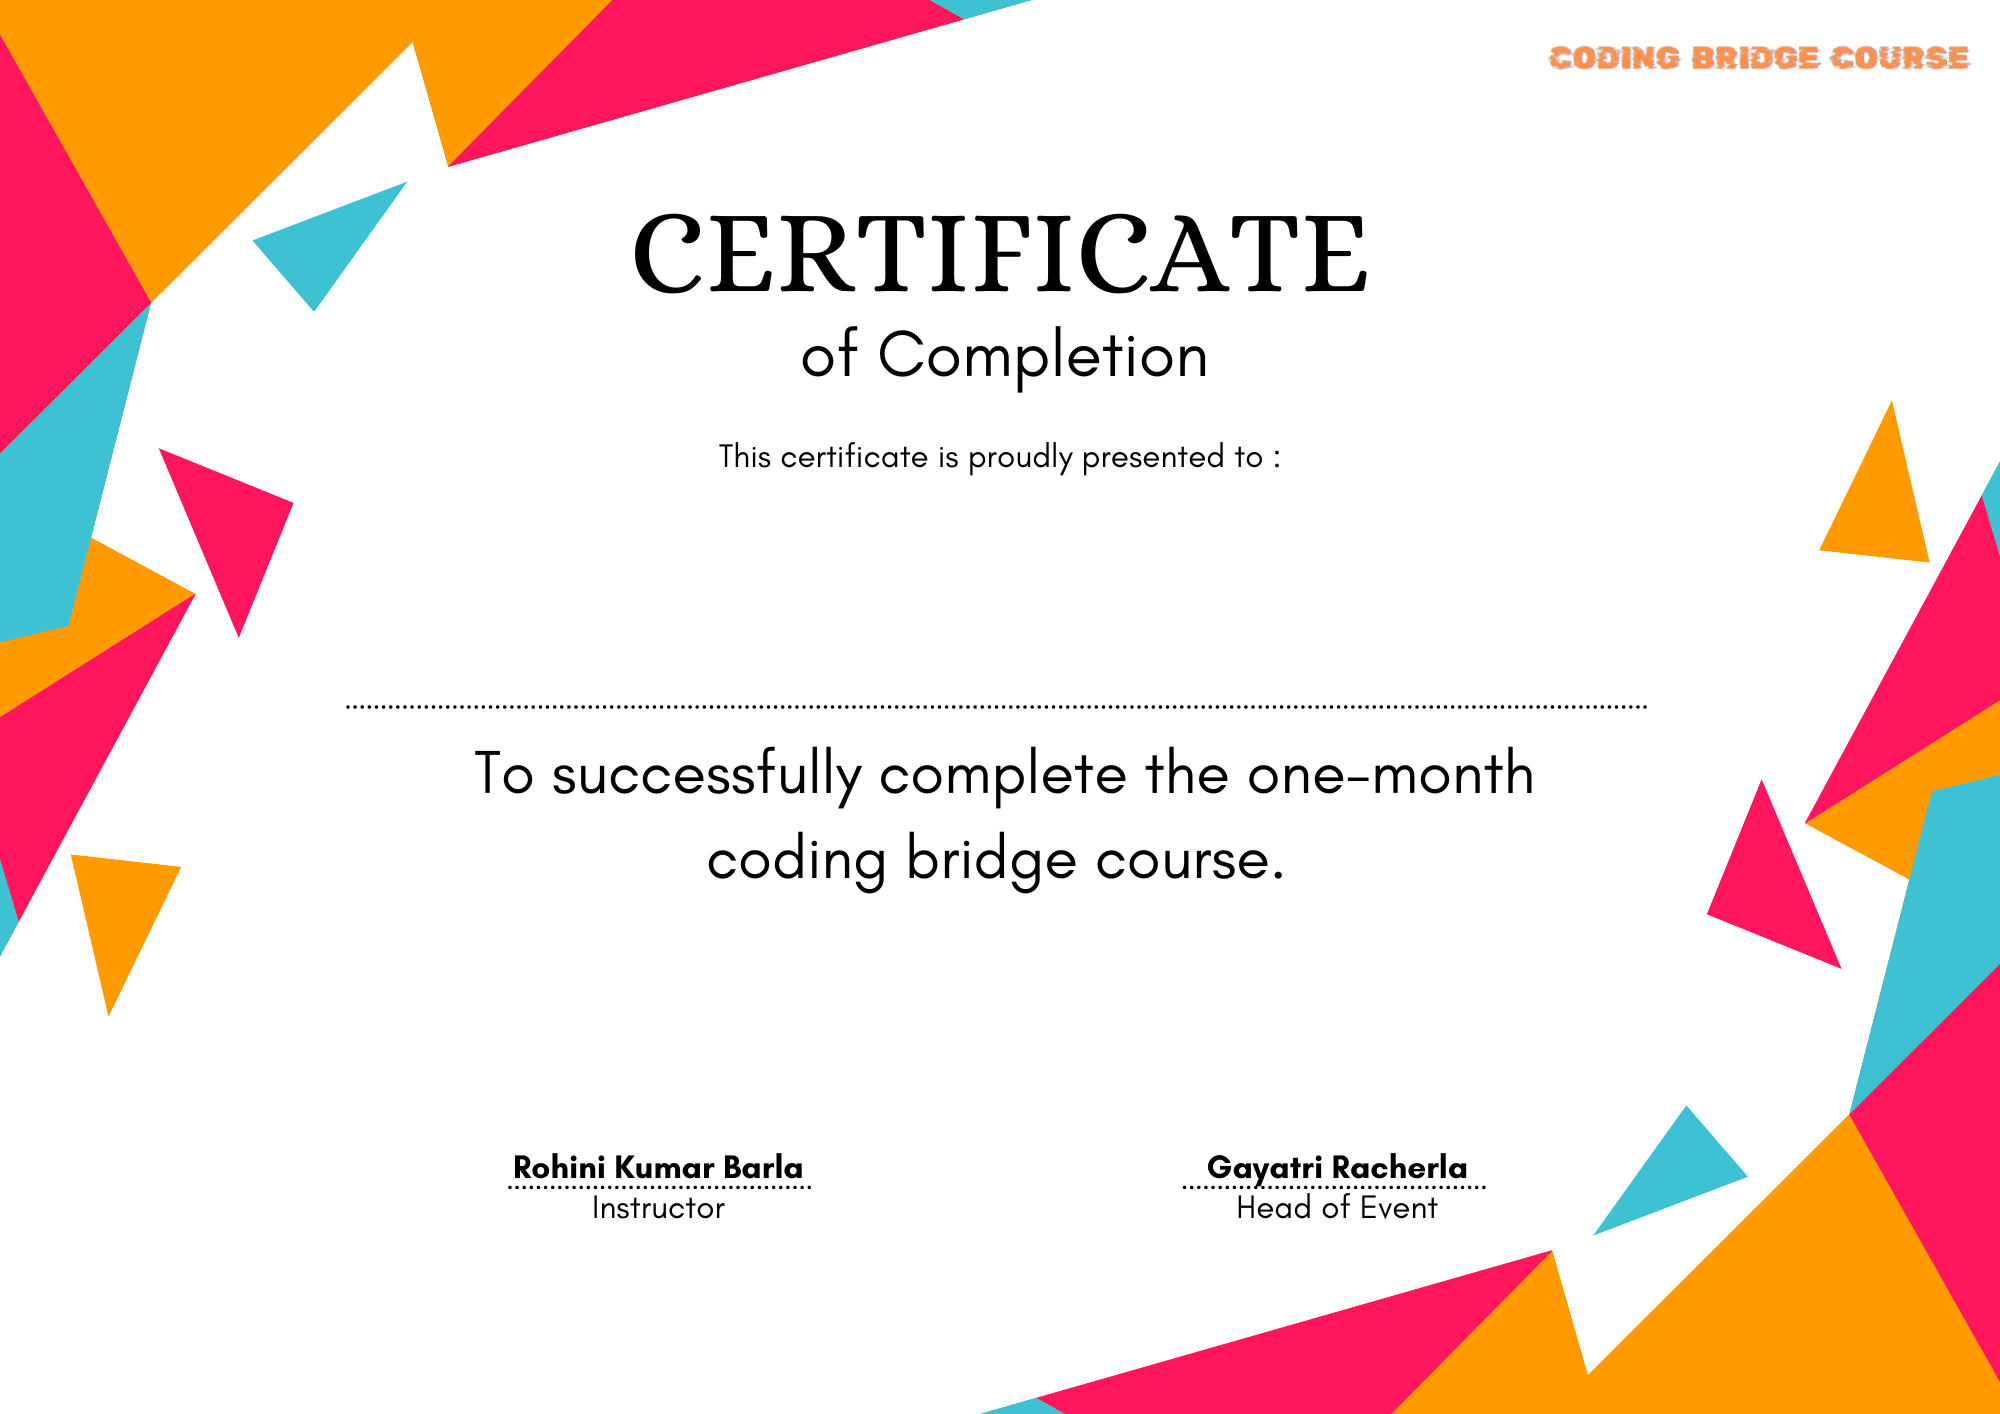 CODING BRIDGE COURSE
CERTIFICATE
of Completion
This certificate is proudly presented to :
To successfully complete the one-month
coding bridge course.
Rohini Kumar Barla
Instructor
Gayatri Racherla
Head of Event